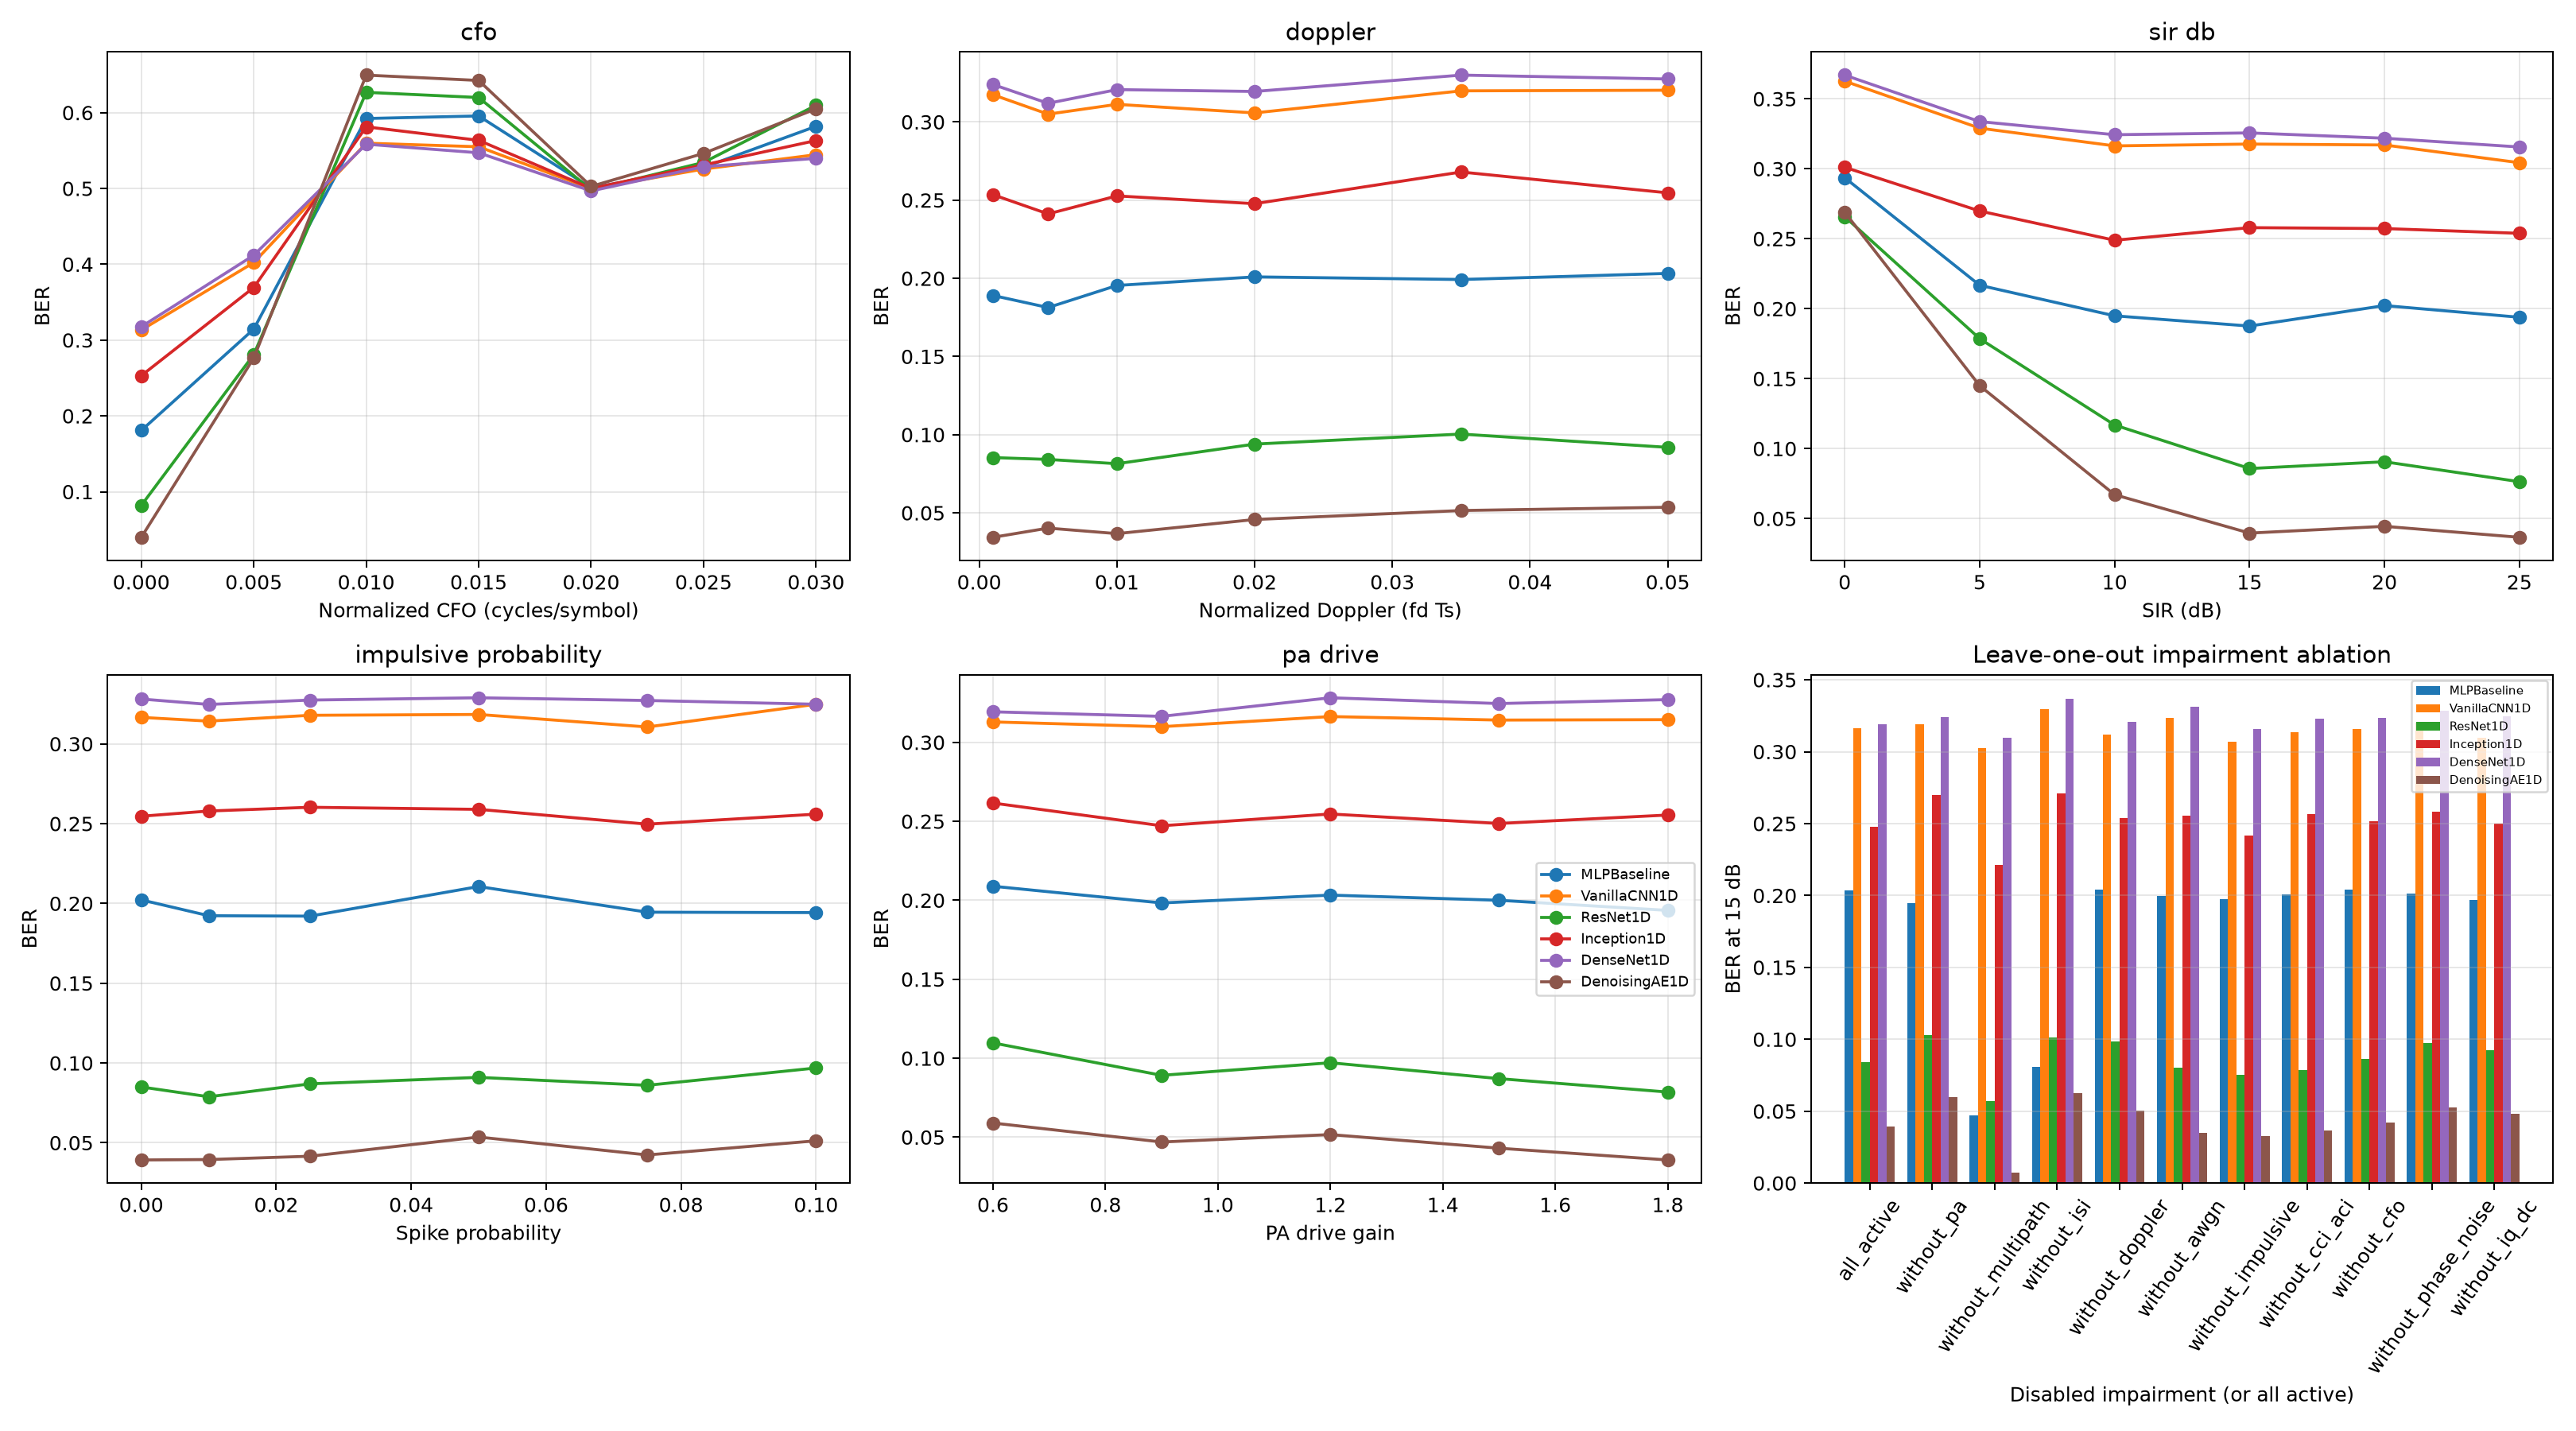 cfo
BER
0.6
0.5
0.4
0.3
0.2
0.1
0.000 0.005 0.010 0.015 0.020 0.025 0.030
Normalized CFO (cycles/symbol)
doppler
BER
0.30
0.25
0.20
0.15
0.10
0.05
0.00 0.01 0.02 0.03 0.04 0.05
Normalized Doppler (fd Ts)
sir db
BER
0.35
0.30
0.25
0.20
0.15
0.10
0.05
0 5 10 15 20 25
SIR (dB)
impulsive probability
BER
0.30
0.25
0.20
0.15
0.10
0.05
0.00 0.02 0.04 0.06 0.08 0.10
Spike probability
pa drive
BER
0.30
0.25
0.20
0.15
0.10
0.05
MLPBaseline
VanillaCNN1D
ResNet1D
Inception1D
DenseNet1D
DenoisingAE1D
0.6 0.8 1.0 1.2 1.4 1.6 1.8
PA drive gain
Leave-one-out impairment ablation
BER at 15 dB
0.35
0.30
0.25
0.20
0.15
0.10
0.05
0.00
MLPBaseline
VanillaCNN1D
ResNet1D
Inception1D
DenseNet1D
DenoisingAE1D
all_active
without_pa
without_multipath
without_isi
without_doppler
without_awgn
without_impulsive
without_cci_aci
without_cfo
without_phase_noise
without_iq_dc
Disabled impairment (or all active)